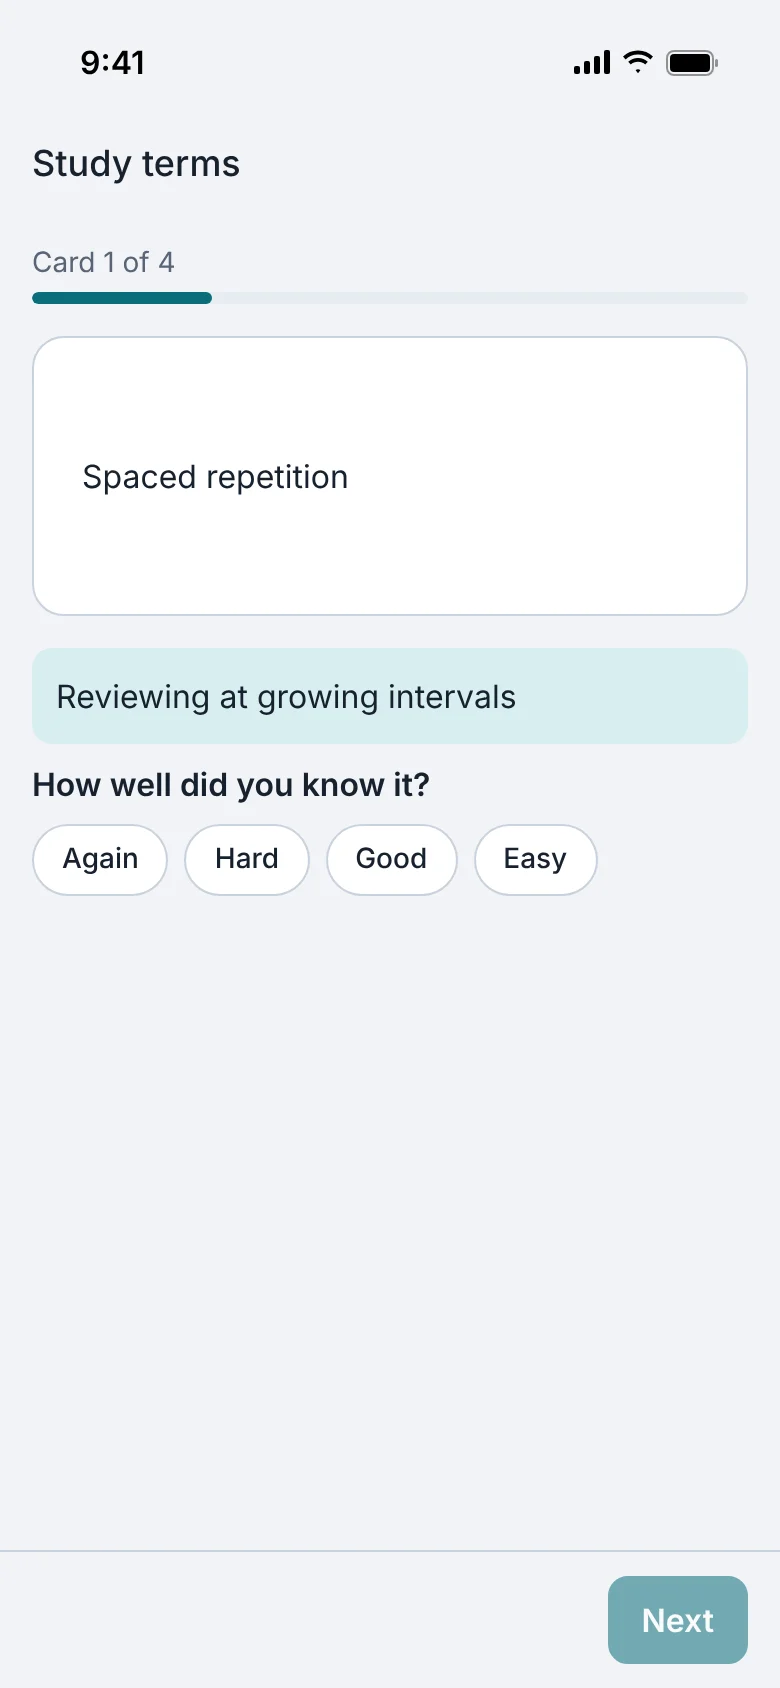 9:41
Study terms
Card 1 of 4
Spaced repetition
Reviewing at growing intervals
How well did you know it?
Again Hard Good Easy
Next